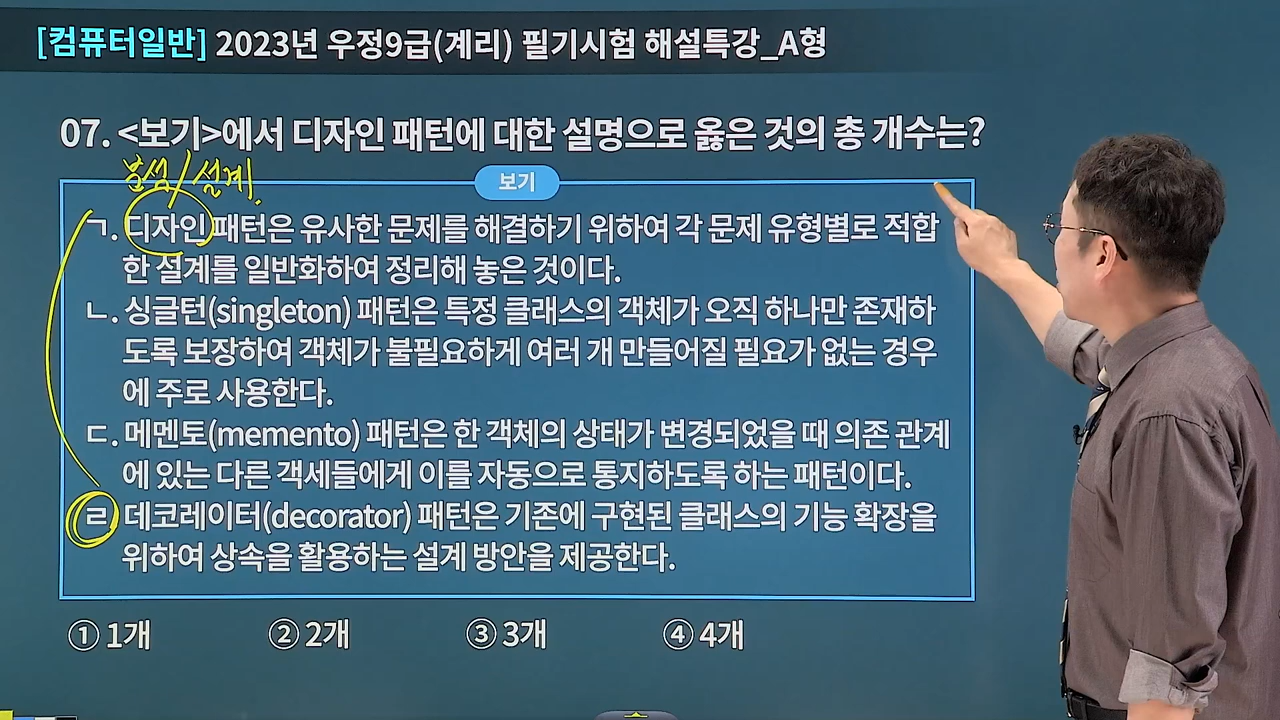 [컴퓨터일반] 2023년 우정9급(계리) 필기시험 해설특강_A형
07. <보기>에서 디자인 패턴에 대한 설명으로 옳은 것의 총 개수는?
분석/설계.
보기
ㄱ. 디자인 패턴은 유사한 문제를 해결하기 위하여 각 문제 유형별로 적합
한 설계를 일반화하여 정리해 놓은 것이다.
ㄴ. 싱글턴(singleton) 패턴은 특정 클래스의 객체가 오직 하나만 존재하
도록 보장하여 객체가 불필요하게 여러 개 만들어질 필요가 없는 경우
에 주로 사용한다.
ㄷ. 메멘토(memento) 패턴은 한 객체의 상태가 변경되었을 때 의존 관계
에 있는 다른 객세들에게 이를 자동으로 통지하도록 하는 패턴이다.
ㄹ. 데코레이터(decorator) 패턴은 기존에 구현된 클래스의 기능 확장을
위하여 상속을 활용하는 설계 방안을 제공한다.
① 1개 ② 2개 ③ 3개 ④ 4개